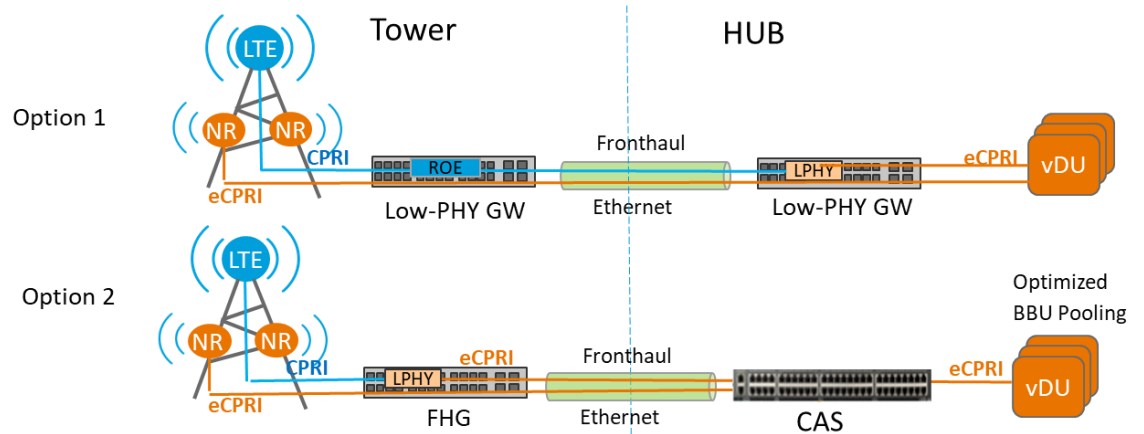 Tower
HUB
LTE
Option 1
NR
NR
CPRI
eCPRI
ROE
Low-PHY GW
Fronthaul
Ethernet
LPHY
Low-PHY GW
eCPRI
vDU
LTE
Option 2
NR
NR
CPRI
eCPRI
LPHY
eCPRI
FHG
Fronthaul
Ethernet
CAS
eCPRI
Optimized
BBU Pooling
vDU